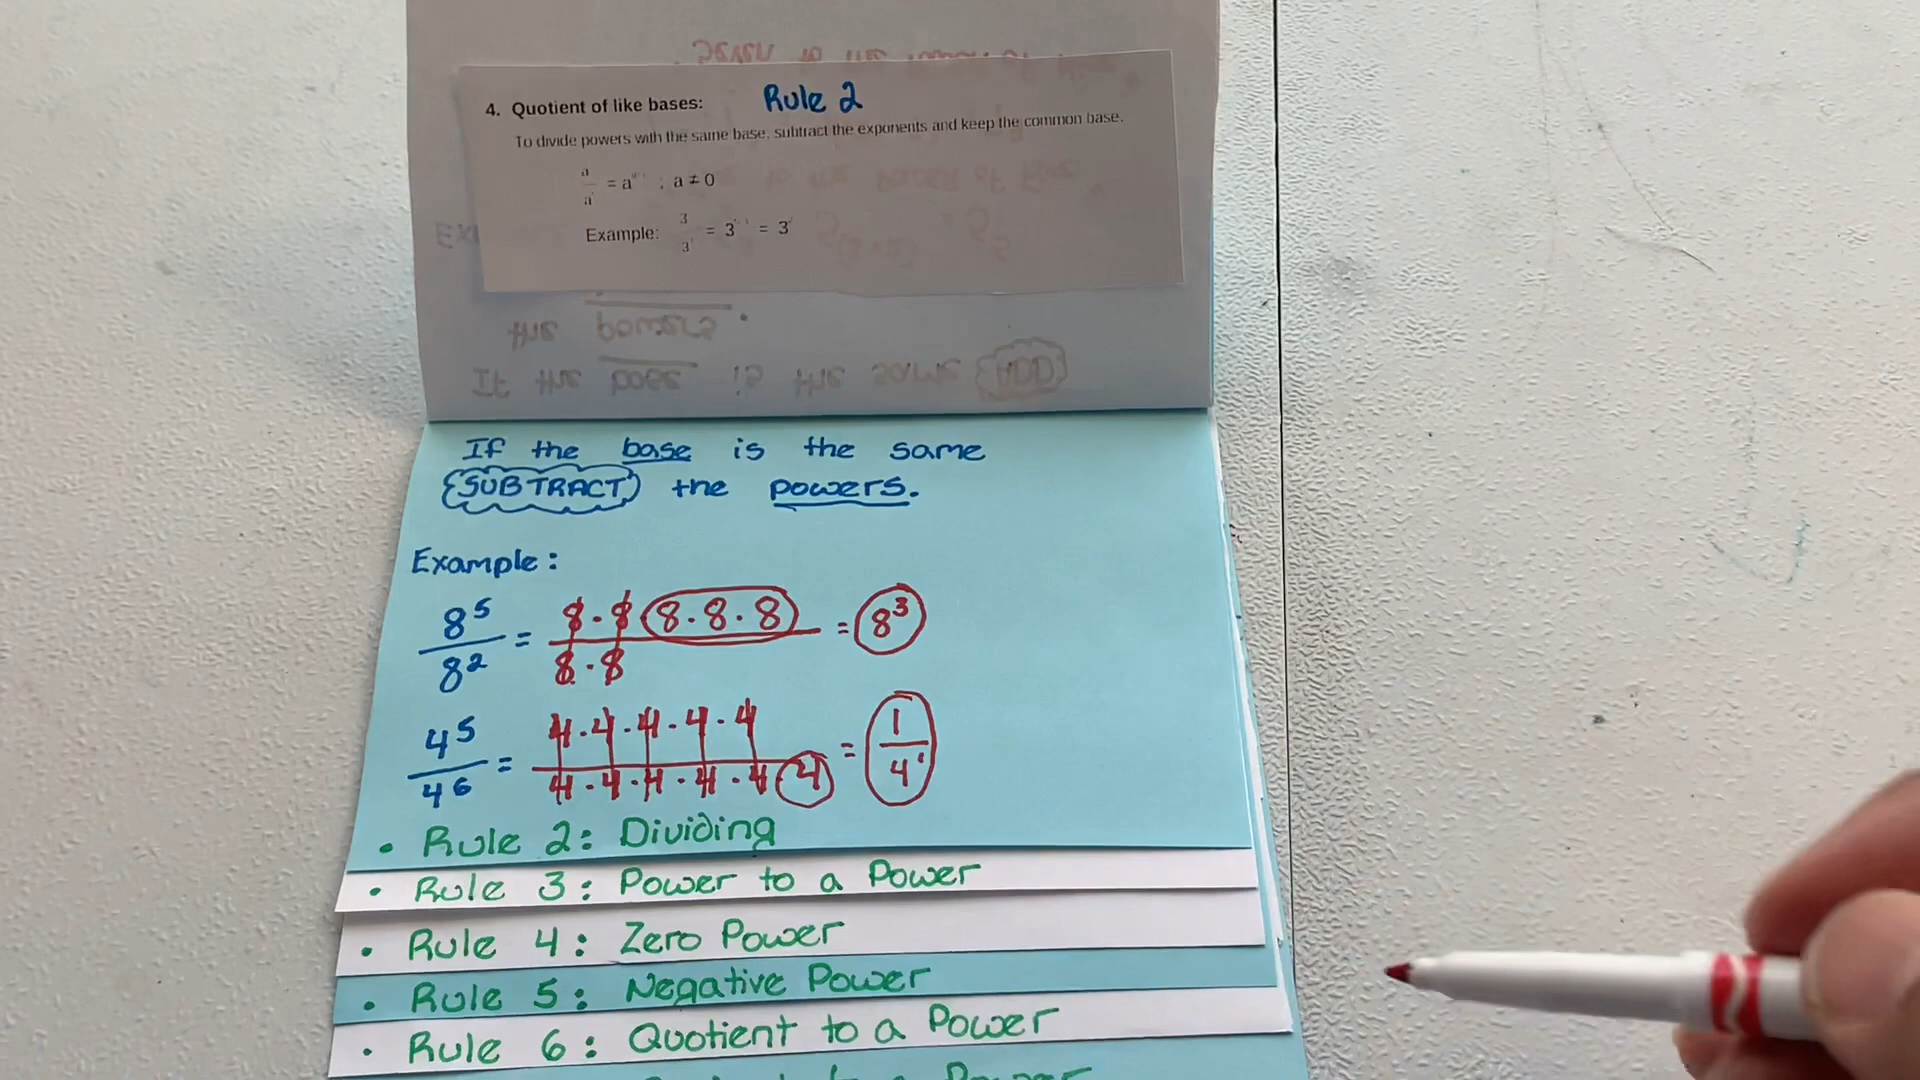 4. Quotient of like bases: Rule 2
To divide powers with the same base, subtract the exponents and keep the common base.
a/a = a ; a ≠ 0
Example: 3/3 = 3 = 3
If the base is the same
SUBTRACT the powers.
Example:
8⁵/8² = 8·8·8·8·8/8·8 = 8³
4⁵/4⁶ = 4·4·4·4·4/4·4·4·4·4·4 = 1/4¹
• Rule 2: Dividing
• Rule 3: Power to a Power
• Rule 4: Zero Power
• Rule 5: Negative Power
• Rule 6: Quotient to a Power